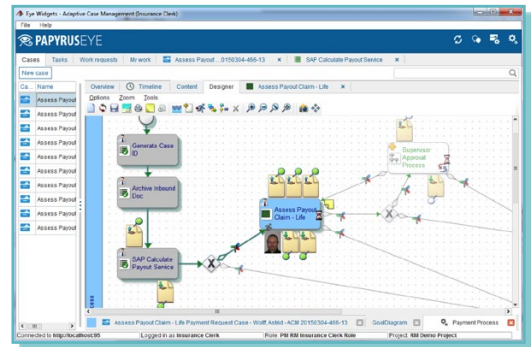 Eye Widgets - Adaptive Case Management (Insurance Clerk)
File Help
PAPYRUSEYE
Cases Tasks Work requests My work Assess Payout ...0150304-466-13 x SAP Calculate Payout Service x
New case
Ca... Name
Overview Timeline Content Designer Assess Payout Claim - Life x
Options Zoom Tools
Assess Payout
Assess Payout
Assess Payout
Assess Payout
Assess Payout
Assess Payout
Assess Payout
Assess Payout
Assess Payout
Assess Payout
Generate Case
ID
Archive Inbound
Doc
SAP Calculate
Payout Service
Assess Payout
Claim - Life
Supervisor
Approval
Process
case
Assess Payout Claim - Life Payment Request Case - Wolff, Astrid - ACM 20150304-466-13 GoalDiagram Payment Process
Connected to http://localhost:95 Logged in as Insurance Clerk Role: PM RM Insurance Clerk Role Project: RM Demo Project